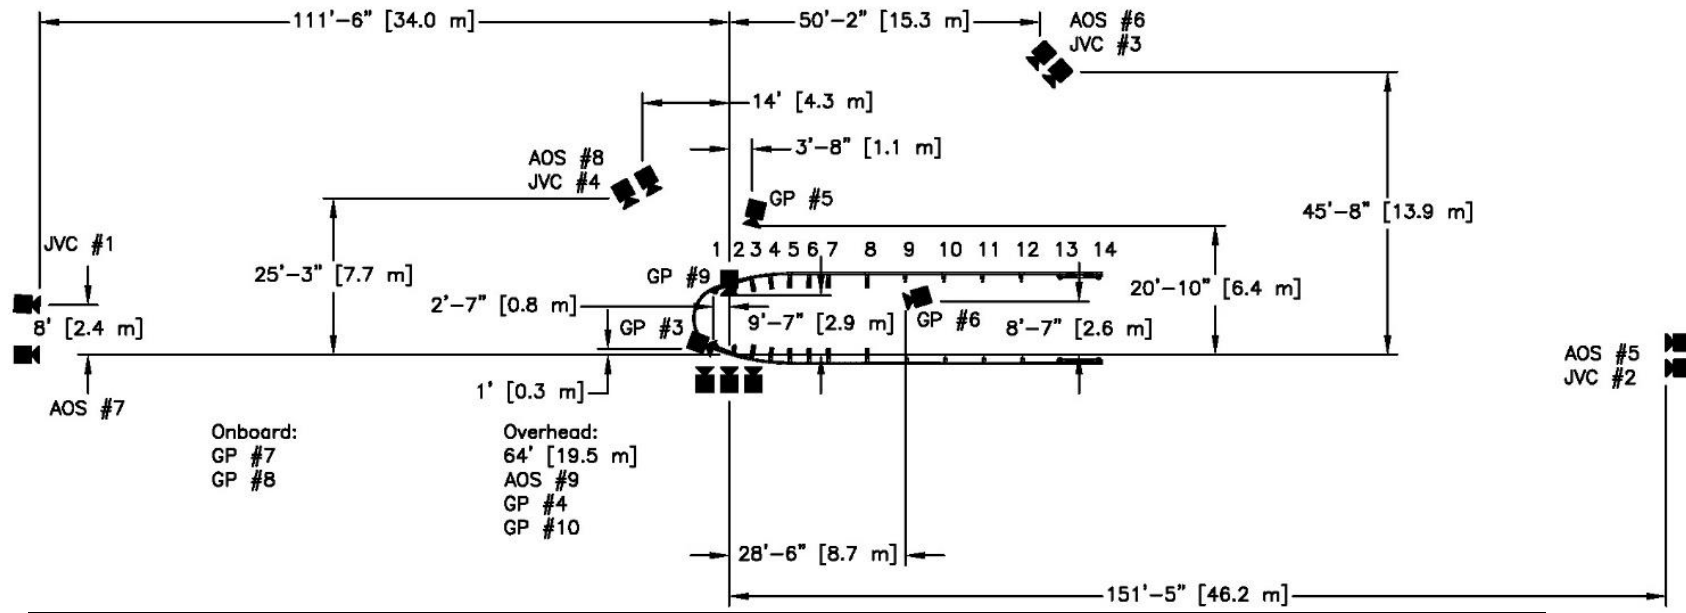 111'-6" [34.0 m]
50'-2" [15.3 m]
AOS #6
JVC #3
14' [4.3 m]
3'-8" [1.1 m]
AOS #8
JVC #4
GP #5
45'-8" [13.9 m]
JVC #1
1 2 3 4 5 6 7 8 9 10 11 12 13 14
25'-3" [7.7 m]
GP #9
20'-10" [6.4 m]
2'-7" [0.8 m]
8' [2.4 m]
GP #3
9'-7" [2.9 m]
GP #6
8'-7" [2.6 m]
AOS #5
JVC #2
1' [0.3 m]
AOS #7
Onboard:
GP #7
GP #8
Overhead:
64' [19.5 m]
AOS #9
GP #4
GP #10
28'-6" [8.7 m]
151'-5" [46.2 m]